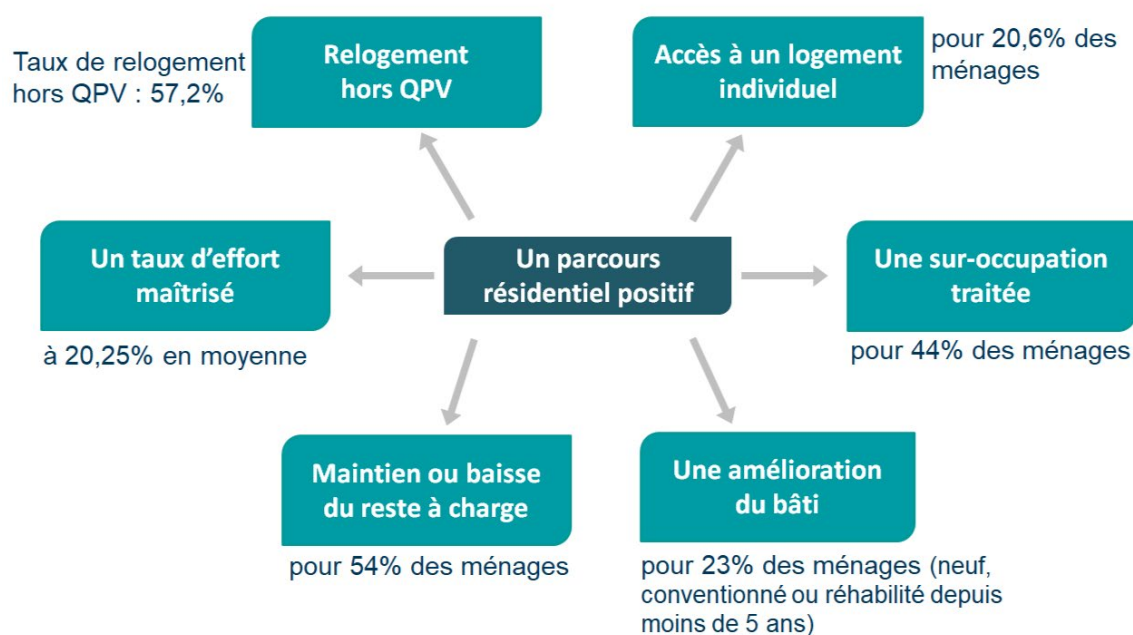 Taux de relogement
hors QPV : 57,2%
Relogement
hors QPV
Accès à un logement
individuel
pour 20,6% des
ménages
Un taux d'effort
maîtrisé
à 20,25% en moyenne
Un parcours
résidentiel positif
Une sur-occupation
traitée
pour 44% des ménages
Maintien ou baisse
du reste à charge
pour 54% des ménages
Une amélioration
du bâti
pour 23% des ménages (neuf,
conventionné ou réhabilité depuis
moins de 5 ans)